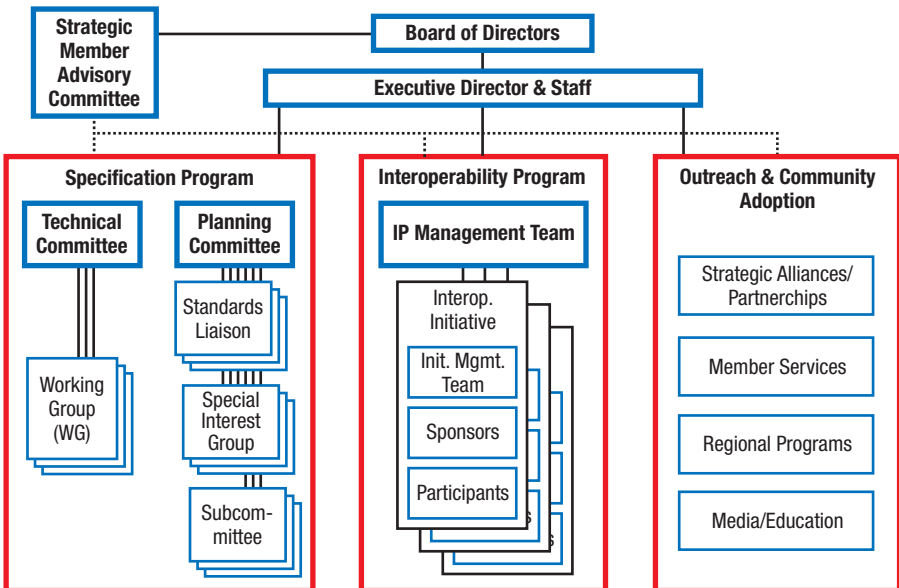 Strategic
Member
Advisory
Committee
Board of Directors
Executive Director & Staff
Specification Program
Technical
Committee
Planning
Committee
Standards
Liaison
Working
Group
(WG)
Special
Interest
Group
Subcom-
mittee
Interoperability Program
IP Management Team
Interop.
Initiative
Init. Mgmt.
Team
Sponsors
Participants
s
s
Outreach & Community
Adoption
Strategic Alliances/
Partnerchips
Member Services
Regional Programs
Media/Education